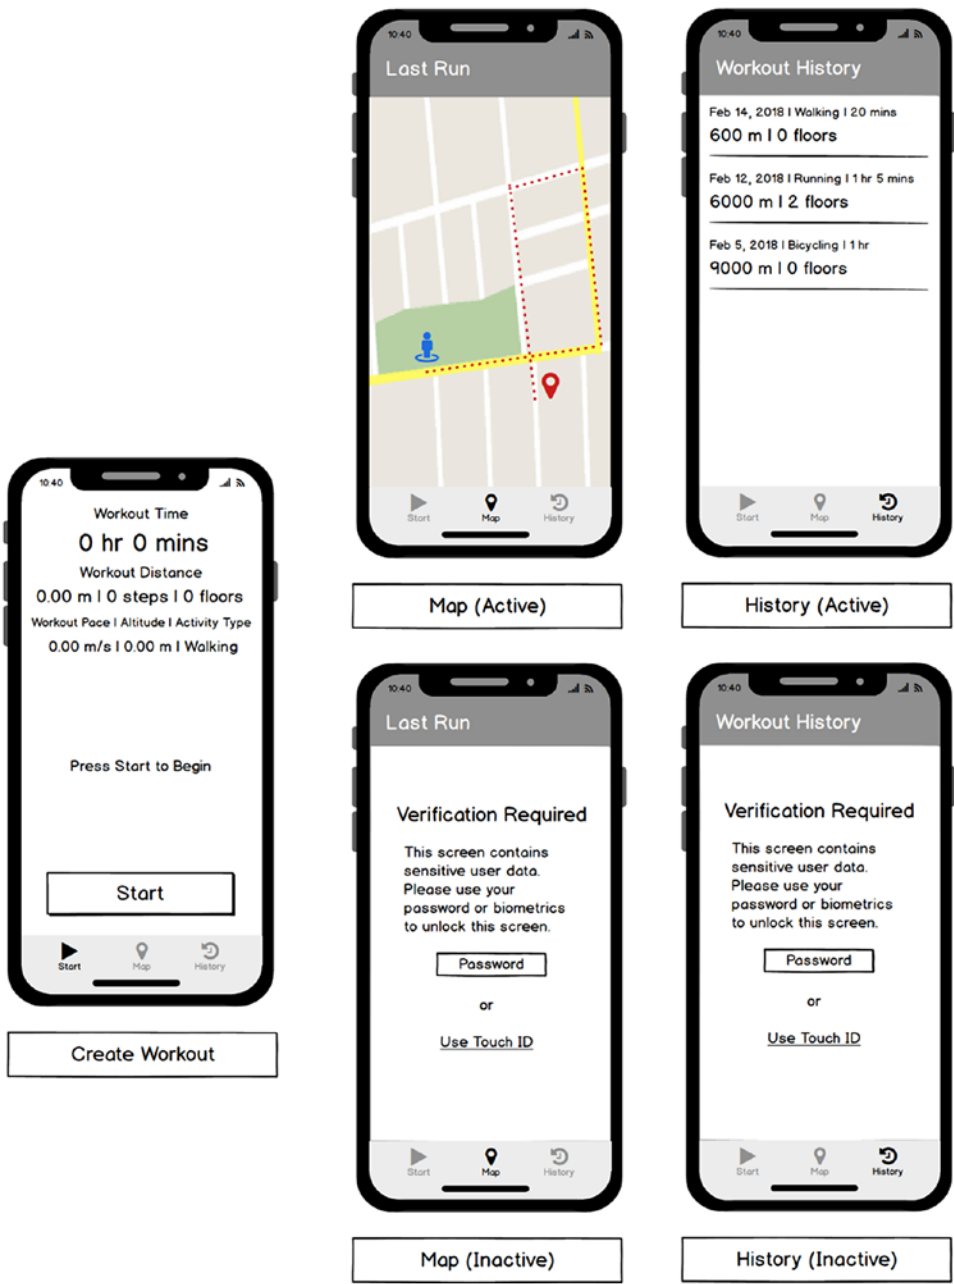 10:40
Last Run
Start
Map
History
Map (Active)
10:40
Workout History
Feb 14, 2018 | Walking | 20 mins
600 m | 0 floors
Feb 12, 2018 | Running | 1 hr 5 mins
6000 m | 2 floors
Feb 5, 2018 | Bicycling | 1 hr
9000 m | 0 floors
Start
Map
History
History (Active)
10:40
Workout Time
0 hr 0 mins
Workout Distance
0.00 m | 0 steps | 0 floors
Workout Pace | Altitude | Activity Type
0.00 m/s | 0.00 m | Walking
Press Start to Begin
Start
Start
Map
History
Create Workout
10:40
Last Run
Verification Required
This screen contains
sensitive user data.
Please use your
password or biometrics
to unlock this screen.
Password
or
Use Touch ID
Start
Map
History
Map (Inactive)
10:40
Workout History
Verification Required
This screen contains
sensitive user data.
Please use your
password or biometrics
to unlock this screen.
Password
or
Use Touch ID
Start
Map
History
History (Inactive)